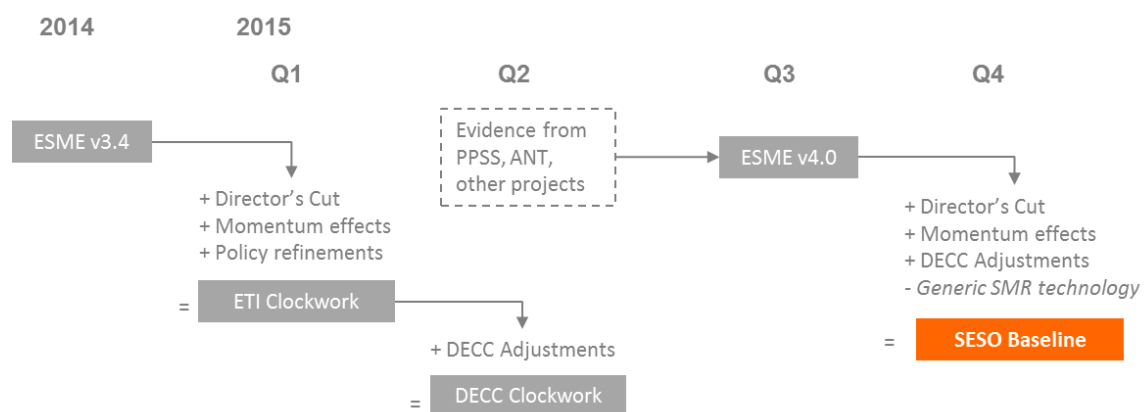 2014
2015
Q1
Q2
Q3
Q4
ESME v3.4
+ Director's Cut
+ Momentum effects
+ Policy refinements
= ETI Clockwork
+ DECC Adjustments
= DECC Clockwork
Evidence from
PPSS, ANT,
other projects
ESME v4.0
+ Director's Cut
+ Momentum effects
+ DECC Adjustments
- Generic SMR technology
= SESO Baseline